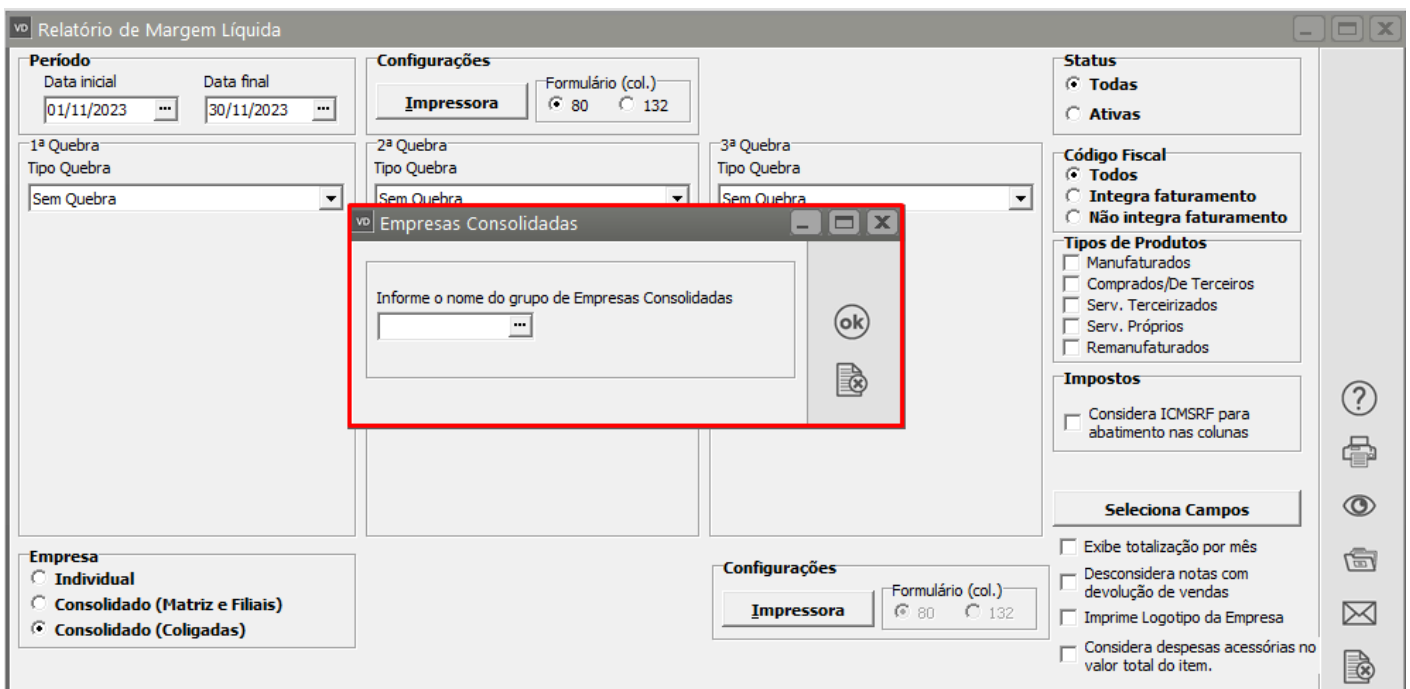 VD Relatório de Margem Líquida
Período
Data inicial Data final
01/11/2023 ... 30/11/2023 ...
Configurações
Impressora
Formulário (col.)
80 132
Status
Todas
Ativas
1ª Quebra
Tipo Quebra
Sem Quebra
2ª Quebra
Tipo Quebra
Sem Quebra
3ª Quebra
Tipo Quebra
Sem Quebra
Código Fiscal
Todos
Integra faturamento
Não integra faturamento
Tipos de Produtos
Manufaturados
Comprados/De Terceiros
Serv. Terceirizados
Serv. Próprios
Remanufaturados
VD Empresas Consolidadas
Informe o nome do grupo de Empresas Consolidadas
...
ok
Impostos
Considera ICMSRF para
abatimento nas colunas
?
Seleciona Campos
Exibe totalização por mês
Desconsidera notas com
devolução de vendas
Imprime Logotipo da Empresa
Considera despesas acessórias no
valor total do item.
Empresa
Individual
Consolidado (Matriz e Filiais)
Consolidado (Coligadas)
Configurações
Impressora
Formulário (col.)
80 132